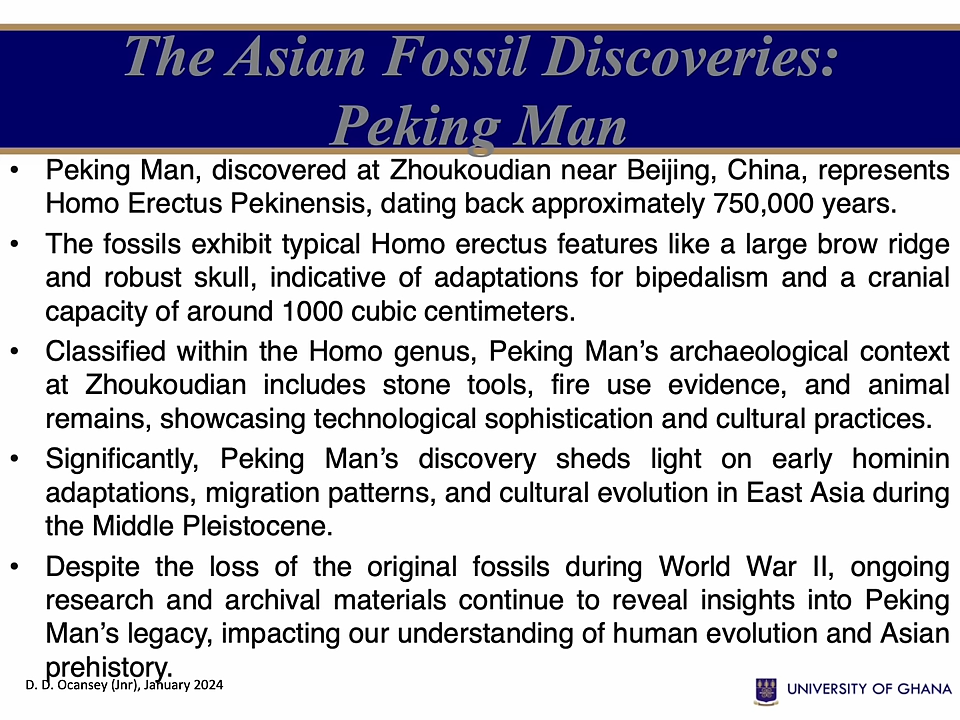 The Asian Fossil Discoveries:
Peking Man
• Peking Man, discovered at Zhoukoudian near Beijing, China, represents
Homo Erectus Pekinensis, dating back approximately 750,000 years.
• The fossils exhibit typical Homo erectus features like a large brow ridge
and robust skull, indicative of adaptations for bipedalism and a cranial
capacity of around 1000 cubic centimeters.
• Classified within the Homo genus, Peking Man’s archaeological context
at Zhoukoudian includes stone tools, fire use evidence, and animal
remains, showcasing technological sophistication and cultural practices.
• Significantly, Peking Man’s discovery sheds light on early hominin
adaptations, migration patterns, and cultural evolution in East Asia during
the Middle Pleistocene.
• Despite the loss of the original fossils during World War II, ongoing
research and archival materials continue to reveal insights into Peking
Man’s legacy, impacting our understanding of human evolution and Asian
prehistory.
D. D. Ocansey (Jnr), January 2024
UNIVERSITY OF GHANA